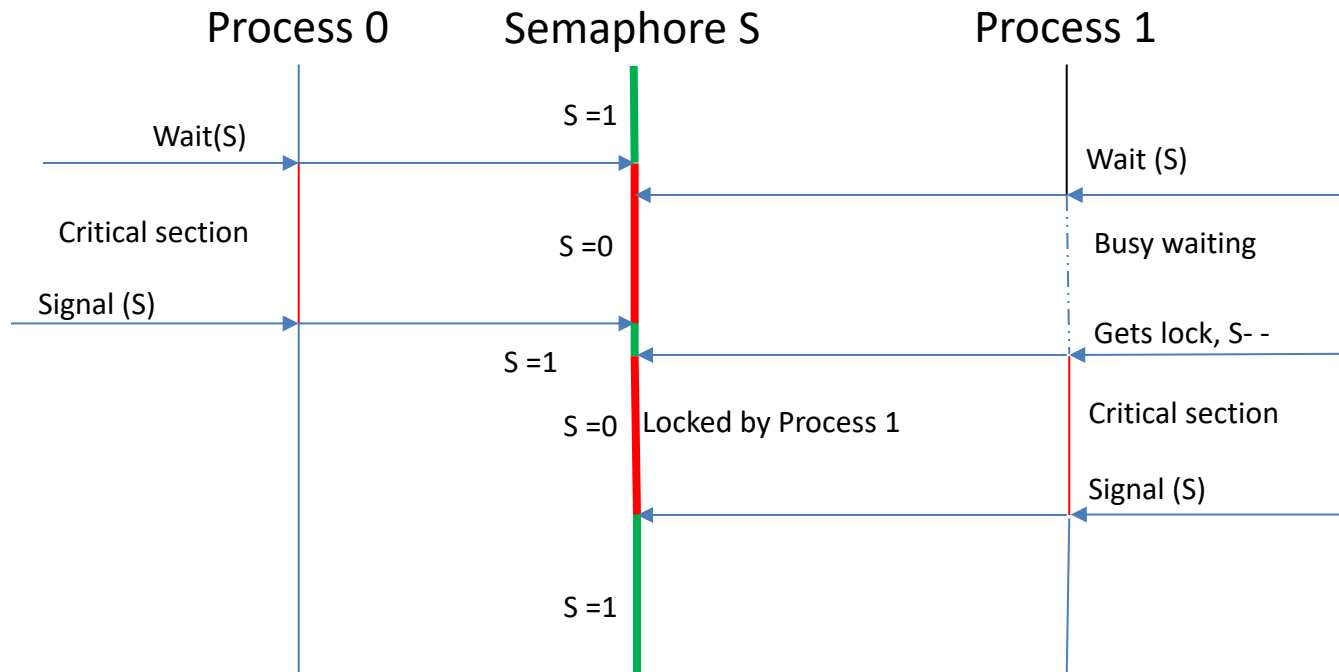 Process 0
Semaphore S
Process 1
S =1
Wait(S)
Wait (S)
Critical section
S =0
Busy waiting
Signal (S)
Gets lock, S- -
S =1
S =0
Locked by Process 1
Critical section
Signal (S)
S =1